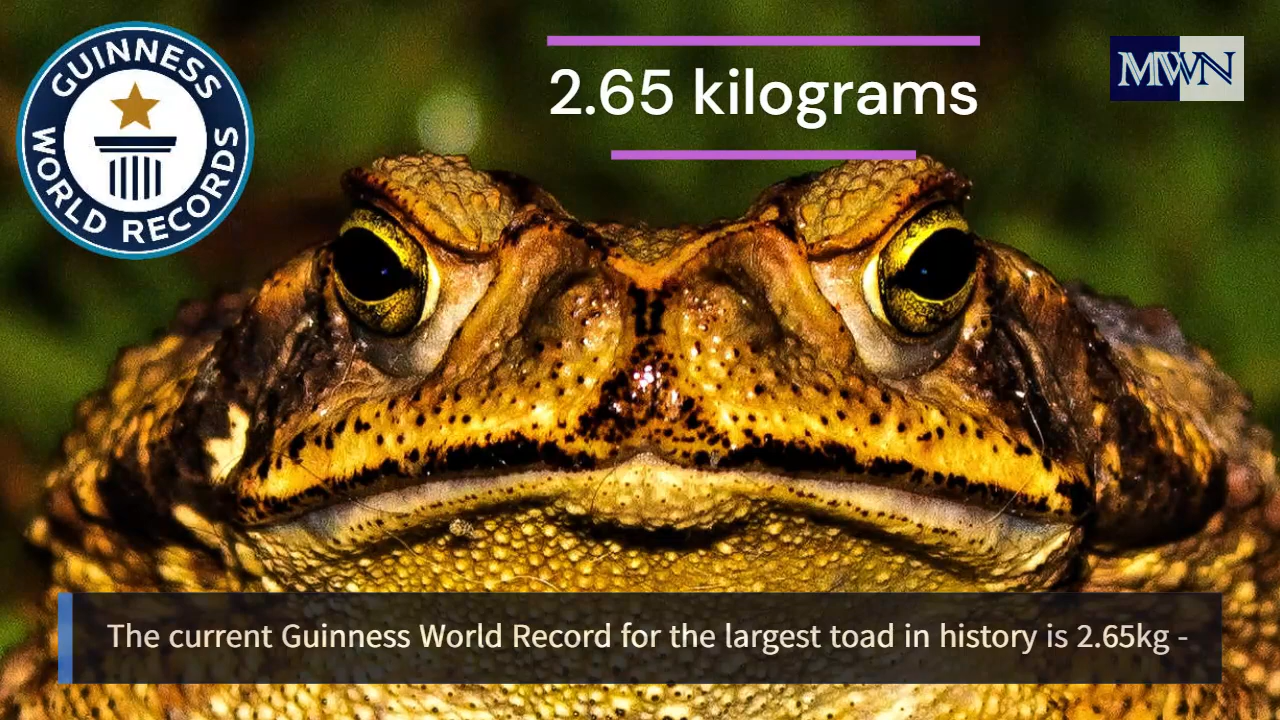 GUINNESS
WORLD RECORDS
2.65 kilograms
MWN
The current Guinness World Record for the largest toad in history is 2.65kg -